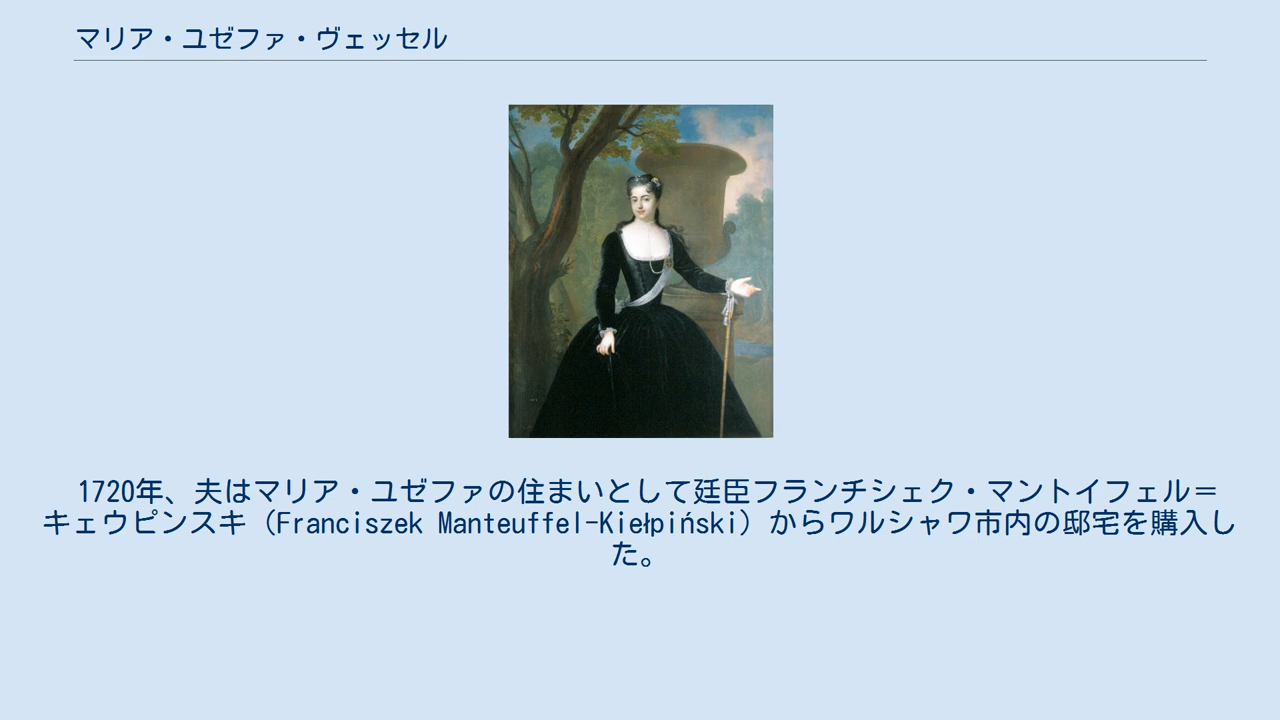 マリア・ユゼファ・ヴェッセル
1720年、夫はマリア・ユゼファの住まいとして廷臣フランチシェク・マントイフェル＝
キェウピンスキ（Franciszek Manteuffel-Kiełpiński）からワルシャワ市内の邸宅を購入し
た。